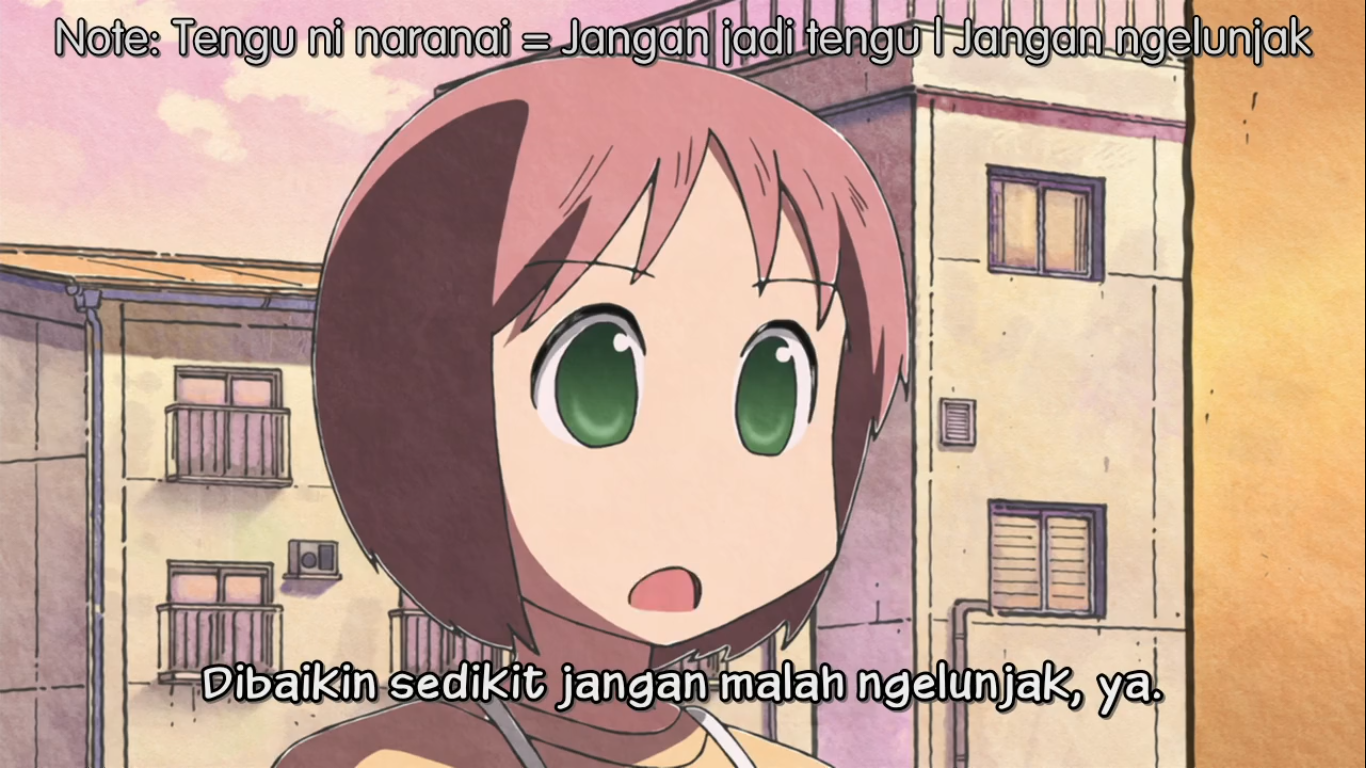 Note: Tengu ni naranai = Jangan jadi tengu | Jangan ngelunjak
Dibaikin sedikit jangan malah ngelunjak, ya.